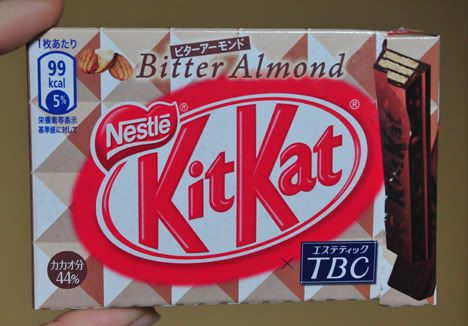 1枚あたり
99
kcal
5%
栄養素等表示
基準値に対して
ビターアーモンド
Bitter Almond
Nestlé®
KitKat®
カカオ分
44%
×
エステティック
TBC